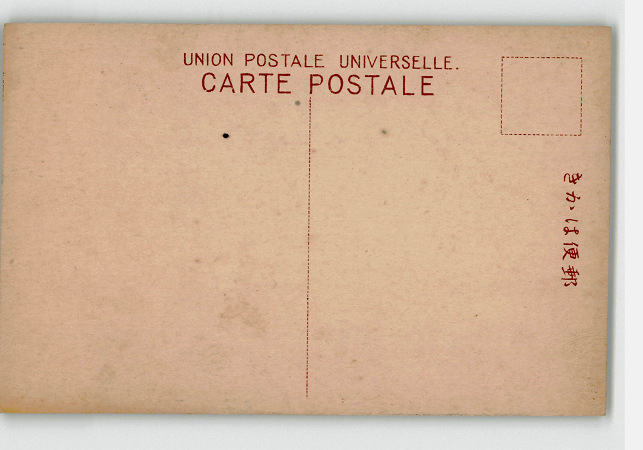 UNION POSTALE UNIVERSELLE.
CARTE POSTALE
きかは便郵